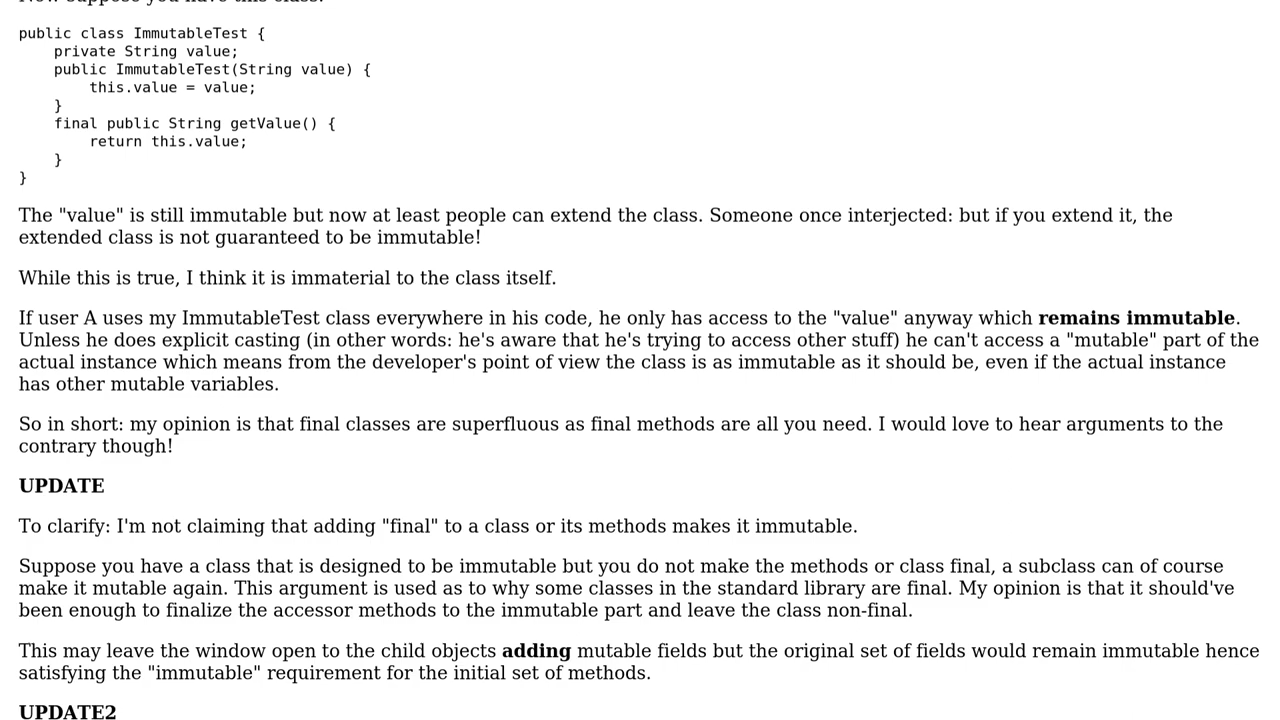 Now suppose you have this class:
public class ImmutableTest {
    private String value;
    public ImmutableTest(String value) {
        this.value = value;
    }
    final public String getValue() {
        return this.value;
    }
}
The "value" is still immutable but now at least people can extend the class. Someone once interjected: but if you extend it, the
extended class is not guaranteed to be immutable!
While this is true, I think it is immaterial to the class itself.
If user A uses my ImmutableTest class everywhere in his code, he only has access to the "value" anyway which remains immutable.
Unless he does explicit casting (in other words: he's aware that he's trying to access other stuff) he can't access a "mutable" part of the
actual instance which means from the developer's point of view the class is as immutable as it should be, even if the actual instance
has other mutable variables.
So in short: my opinion is that final classes are superfluous as final methods are all you need. I would love to hear arguments to the
contrary though!
UPDATE
To clarify: I'm not claiming that adding "final" to a class or its methods makes it immutable.
Suppose you have a class that is designed to be immutable but you do not make the methods or class final, a subclass can of course
make it mutable again. This argument is used as to why some classes in the standard library are final. My opinion is that it should've
been enough to finalize the accessor methods to the immutable part and leave the class non-final.
This may leave the window open to the child objects adding mutable fields but the original set of fields would remain immutable hence
satisfying the "immutable" requirement for the initial set of methods.
UPDATE2